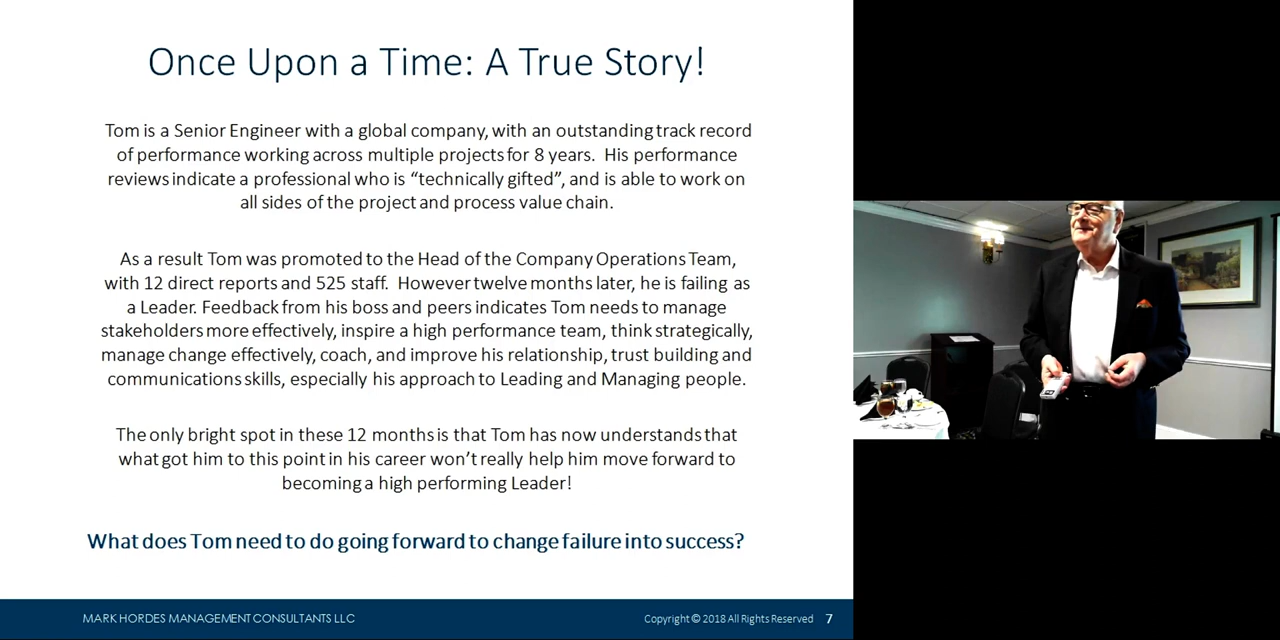 Once Upon a Time: A True Story!
Tom is a Senior Engineer with a global company, with an outstanding track record
of performance working across multiple projects for 8 years. His performance
reviews indicate a professional who is “technically gifted”, and is able to work on
all sides of the project and process value chain.
As a result Tom was promoted to the Head of the Company Operations Team,
with 12 direct reports and 525 staff. However twelve months later, he is failing as
a Leader. Feedback from his boss and peers indicates Tom needs to manage
stakeholders more effectively, inspire a high performance team, think strategically,
manage change effectively, coach, and improve his relationship, trust building and
communications skills, especially his approach to Leading and Managing people.
The only bright spot in these 12 months is that Tom has now understands that
what got him to this point in his career won’t really help him move forward to
becoming a high performing Leader!
What does Tom need to do going forward to change failure into success?
MARK HORDES MANAGEMENT CONSULTANTS LLC
Copyright © 2018 All Rights Reserved 7